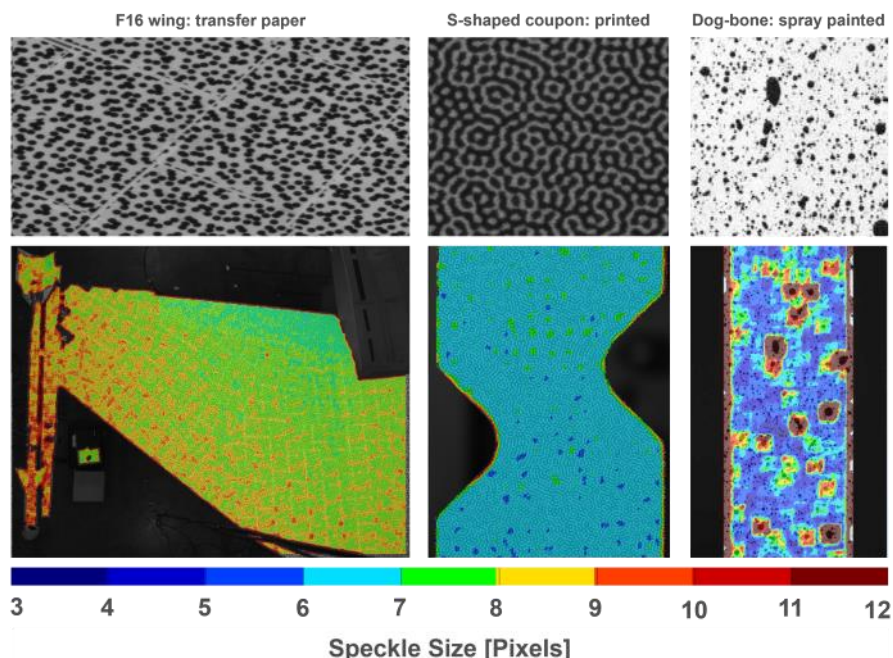 F16 wing: transfer paper
S-shaped coupon: printed
Dog-bone: spray painted
3 4 5 6 7 8 9 10 11 12
Speckle Size [Pixels]